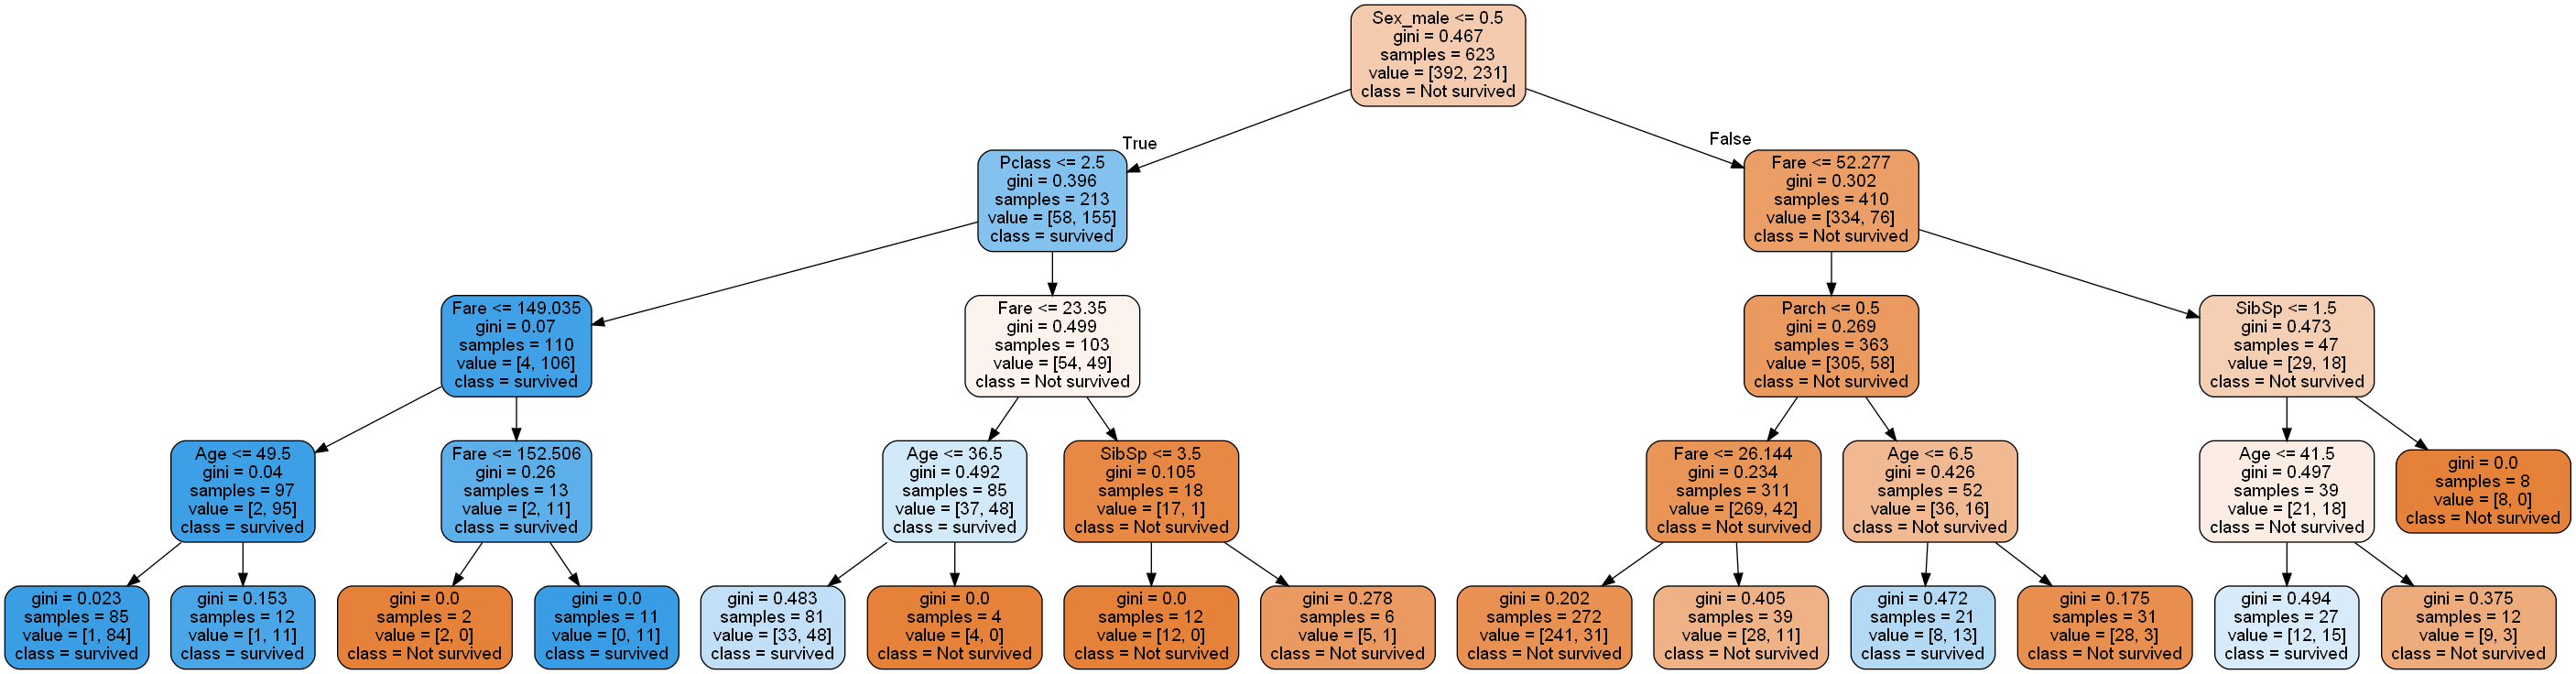 Sex_male <= 0.5
gini = 0.467
samples = 623
value = [392, 231]
class = Not survived
True
False
Pclass <= 2.5
gini = 0.396
samples = 213
value = [58, 155]
class = survived
Fare <= 52.277
gini = 0.302
samples = 410
value = [334, 76]
class = Not survived
Fare <= 149.035
gini = 0.07
samples = 110
value = [4, 106]
class = survived
Fare <= 23.35
gini = 0.499
samples = 103
value = [54, 49]
class = Not survived
Parch <= 0.5
gini = 0.269
samples = 363
value = [305, 58]
class = Not survived
SibSp <= 1.5
gini = 0.473
samples = 47
value = [29, 18]
class = Not survived
Age <= 49.5
gini = 0.04
samples = 97
value = [2, 95]
class = survived
Fare <= 152.506
gini = 0.26
samples = 13
value = [2, 11]
class = survived
Age <= 36.5
gini = 0.492
samples = 85
value = [37, 48]
class = survived
SibSp <= 3.5
gini = 0.105
samples = 18
value = [17, 1]
class = Not survived
Fare <= 26.144
gini = 0.234
samples = 311
value = [269, 42]
class = Not survived
Age <= 6.5
gini = 0.426
samples = 52
value = [36, 16]
class = Not survived
Age <= 41.5
gini = 0.497
samples = 39
value = [21, 18]
class = Not survived
gini = 0.0
samples = 8
value = [8, 0]
class = Not survived
gini = 0.023
samples = 85
value = [1, 84]
class = survived
gini = 0.153
samples = 12
value = [1, 11]
class = survived
gini = 0.0
samples = 2
value = [2, 0]
class = Not survived
gini = 0.0
samples = 11
value = [0, 11]
class = survived
gini = 0.483
samples = 81
value = [33, 48]
class = survived
gini = 0.0
samples = 4
value = [4, 0]
class = Not survived
gini = 0.0
samples = 12
value = [12, 0]
class = Not survived
gini = 0.278
samples = 6
value = [5, 1]
class = Not survived
gini = 0.202
samples = 272
value = [241, 31]
class = Not survived
gini = 0.405
samples = 39
value = [28, 11]
class = Not survived
gini = 0.472
samples = 21
value = [8, 13]
class = survived
gini = 0.175
samples = 31
value = [28, 3]
class = Not survived
gini = 0.494
samples = 27
value = [12, 15]
class = survived
gini = 0.375
samples = 12
value = [9, 3]
class = Not survived